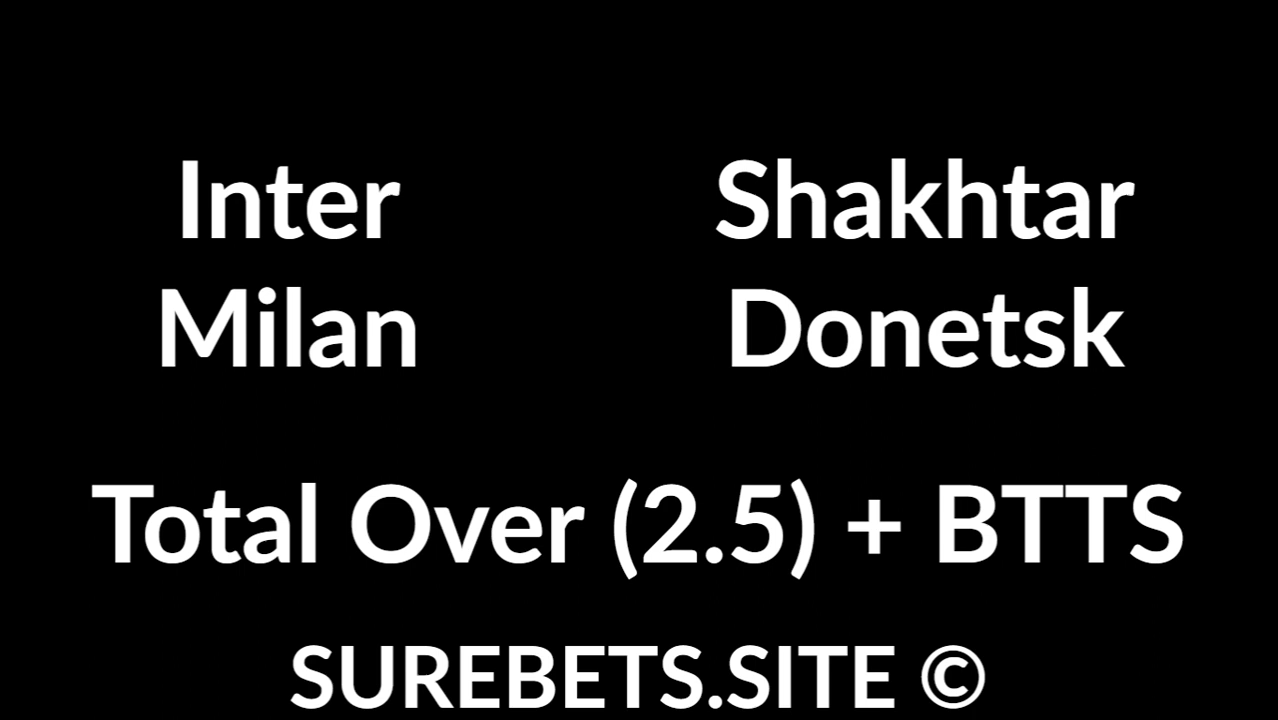 Inter
Milan
Shakhtar
Donetsk
Total Over (2.5) + BTTS
SUREBETS.SITE ©